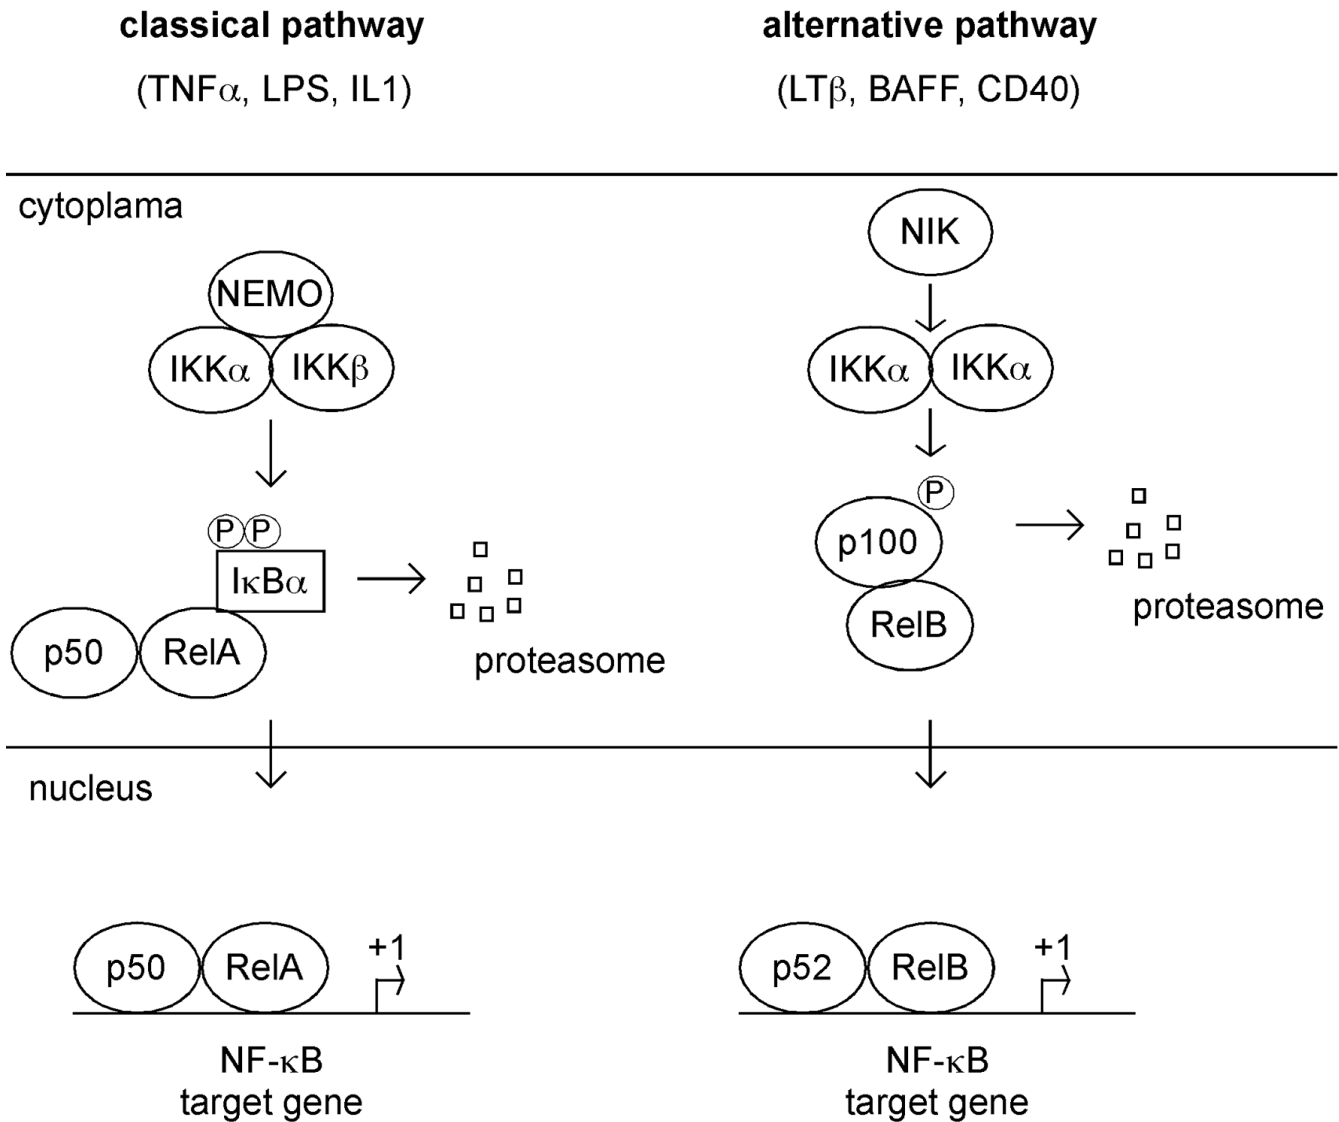 classical pathway
(TNFα, LPS, IL1)
alternative pathway
(LTβ, BAFF, CD40)
cytoplama
NEMO
IKKα
IKKβ
P
P
IκBα
p50
RelA
proteasome
NIK
IKKα
IKKα
P
p100
RelB
proteasome
nucleus
p50
RelA
+1
NF-κB
target gene
p52
RelB
+1
NF-κB
target gene